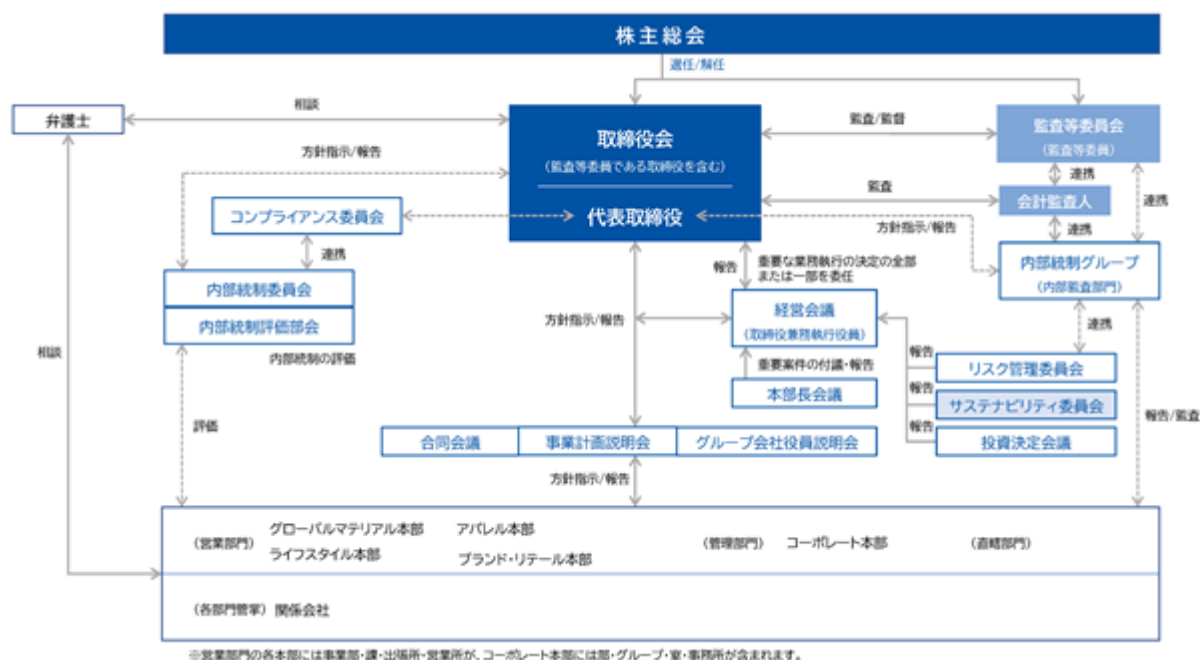 株主総会
選任/解任
弁護士
相談
取締役会
(監査等委員である取締役を含む)
代表取締役
監査/監督
監査等委員会
(監査等委員)
方針指示/報告
連携
監査
会計監査人
連携
コンプライアンス委員会
方針指示/報告
連携
連携
内部統制グループ
(内部監査部門)
報告
重要な業務執行の決定の全部
または一部を委任
内部統制委員会
内部統制評価部会
経営会議
(取締役兼務執行役員)
方針指示/報告
連携
内部統制の評価
相談
重要案件の付議・報告
報告
リスク管理委員会
本部長会議
報告
サステナビリティ委員会
報告/監査
評価
報告
投資決定会議
合同会議
事業計画説明会
グループ会社役員説明会
方針指示/報告
(営業部門)
グローバルマテリアル本部
アパレル本部
ライフスタイル本部
ブランド・リテール本部
(管理部門)
コーポレート本部
(直轄部門)
(各部門管掌) 関係会社
※営業部門の各本部には事業部・課・出張所・営業所が、コーポレート本部には部・グループ・室・事務所が含まれます。